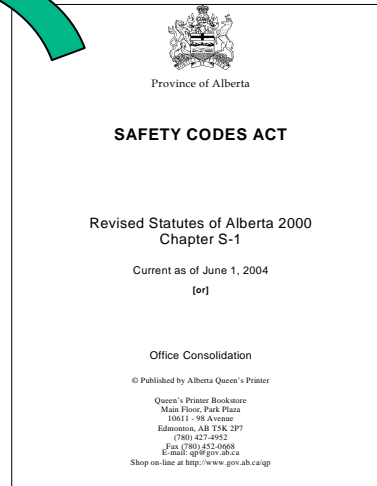 Province of Alberta
SAFETY CODES ACT
Revised Statutes of Alberta 2000
Chapter S-1
Current as of June 1, 2004
[or]
Office Consolidation
© Published by Alberta Queen’s Printer
Queen’s Printer Bookstore
Main Floor, Park Plaza
10611 - 98 Avenue
Edmonton, AB T5K 2P7
(780) 427-4952
Fax (780) 452-0668
E-mail: qp@gov.ab.ca
Shop on-line at http://www.gov.ab.ca/qp